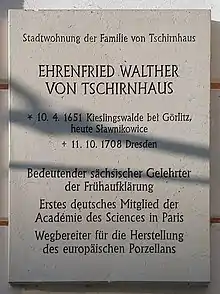 Stadtwohnung der Familie von Tschirnhaus
EHRENFRIED WALTHER
VON TSCHIRNHAUS
* 10. 4. 1651 Kieslingswalde bei Görlitz,
heute Sławnikowice
+ 11. 10. 1708 Dresden
Bedeutender sächsischer Gelehrter
der Frühaufklärung
Erstes deutsches Mitglied der
Académie des Sciences in Paris
Wegbereiter für die Herstellung
des europäischen Porzellans